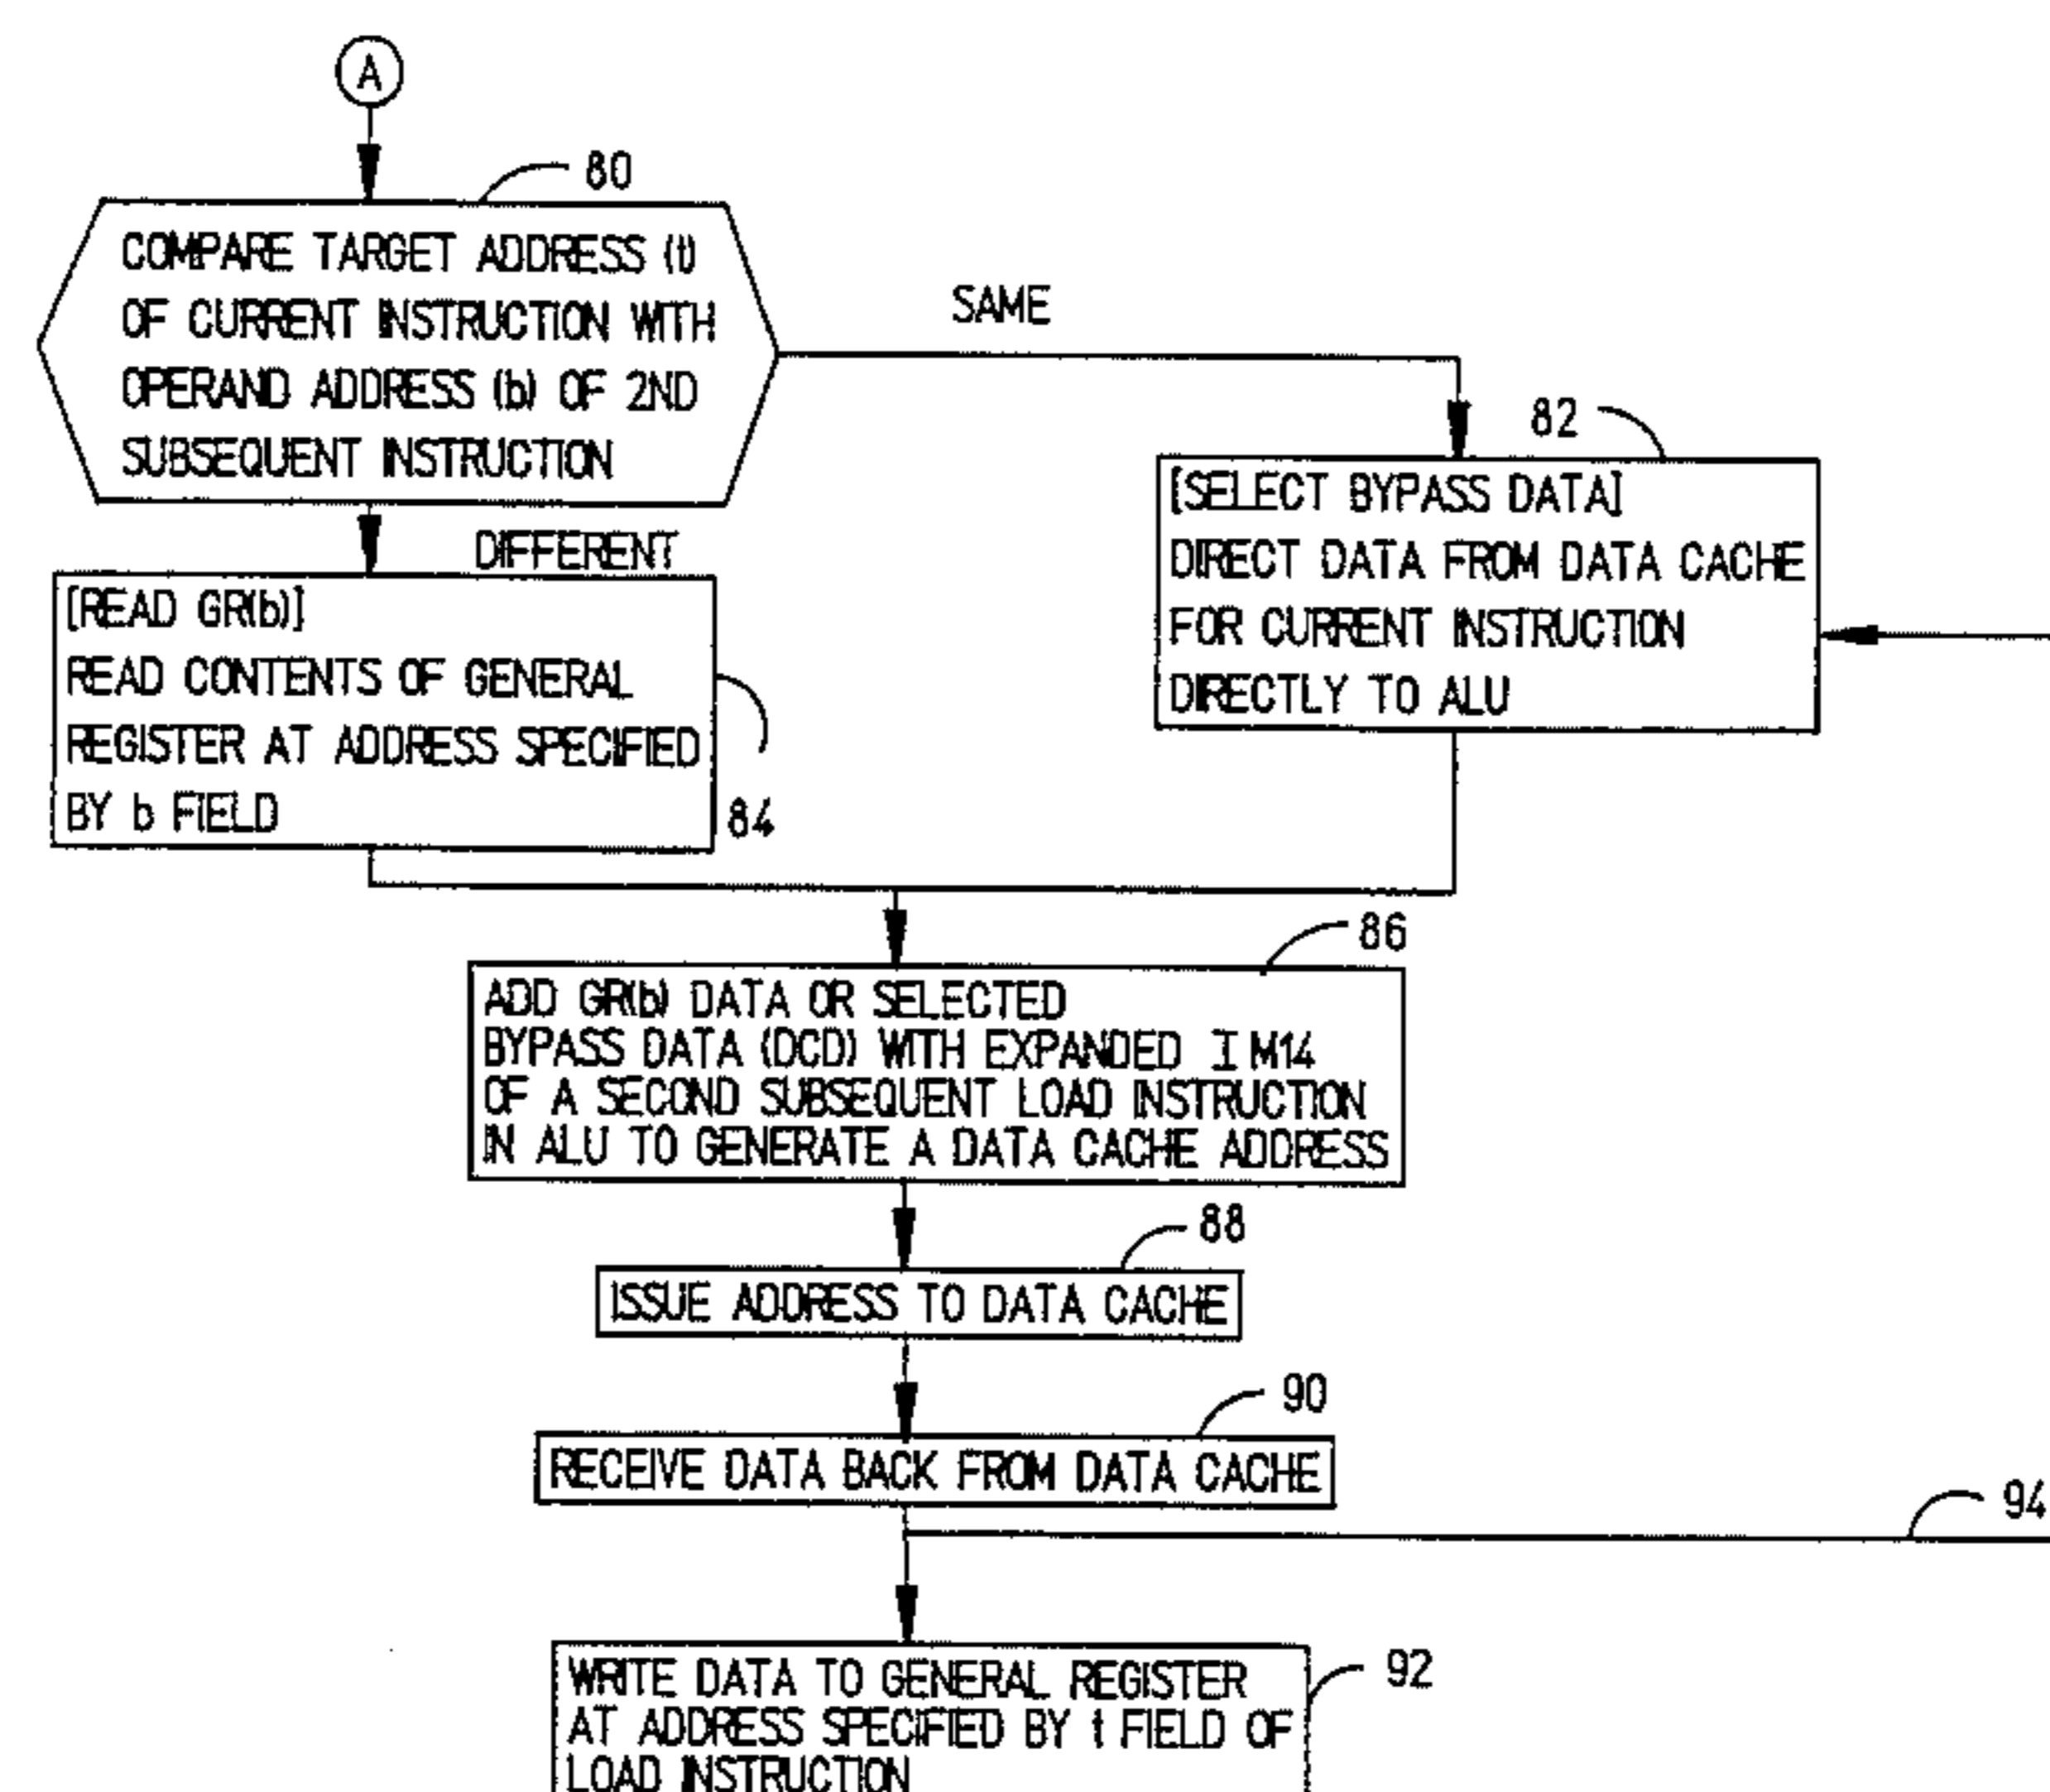 A
80
COMPARE TARGET ADDRESS (t)
OF CURRENT INSTRUCTION WITH
OPERAND ADDRESS (b) OF 2ND
SUBSEQUENT INSTRUCTION
SAME
82
[SELECT BYPASS DATA]
DIRECT DATA FROM DATA CACHE
FOR CURRENT INSTRUCTION
DIRECTLY TO ALU
DIFFERENT
[READ GR(b)]
READ CONTENTS OF GENERAL
REGISTER AT ADDRESS SPECIFIED
BY b FIELD
84
86
ADD GR(b) DATA OR SELECTED
BYPASS DATA (DCD) WITH EXPANDED IM14
OF A SECOND SUBSEQUENT LOAD INSTRUCTION
IN ALU TO GENERATE A DATA CACHE ADDRESS
88
ISSUE ADDRESS TO DATA CACHE
90
RECEIVE DATA BACK FROM DATA CACHE
94
92
WRITE DATA TO GENERAL REGISTER
AT ADDRESS SPECIFIED BY t FIELD OF
LOAD INSTRUCTION